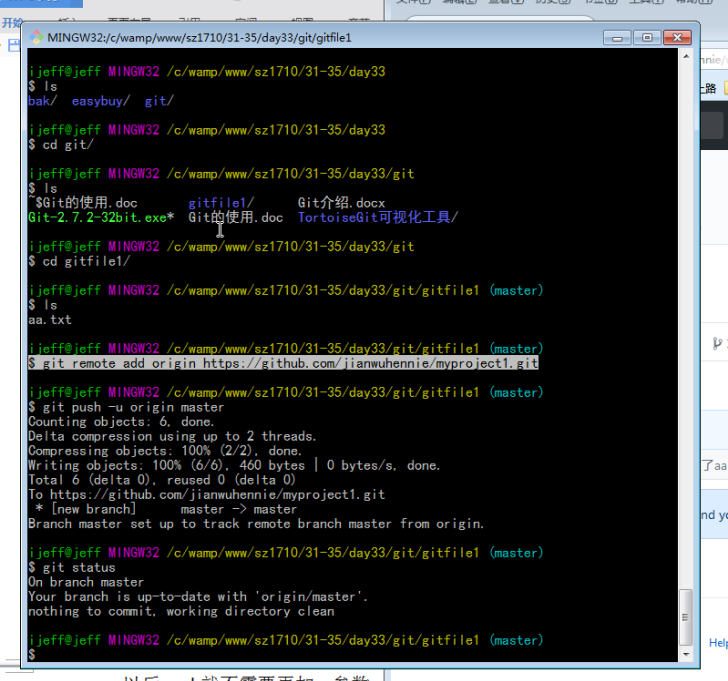 开始
MINGW32:/c/wamp/www/sz1710/31-35/day33/git/gitfile1
ijeff@jeff MINGW32 /c/wamp/www/sz1710/31-35/day33
$ ls
bak/ easybuy/ git/
ijeff@jeff MINGW32 /c/wamp/www/sz1710/31-35/day33
$ cd git/
ijeff@jeff MINGW32 /c/wamp/www/sz1710/31-35/day33/git
$ ls
~$Git的使用.doc gitfile1/ Git介绍.docx
Git-2.7.2-32bit.exe* Git的使用.doc TortoiseGit可视化工具/
ijeff@jeff MINGW32 /c/wamp/www/sz1710/31-35/day33/git
$ cd gitfile1/
ijeff@jeff MINGW32 /c/wamp/www/sz1710/31-35/day33/git/gitfile1 (master)
$ ls
aa.txt
ijeff@jeff MINGW32 /c/wamp/www/sz1710/31-35/day33/git/gitfile1 (master)
$ git remote add origin https://github.com/jianwuhennie/myproject1.git
ijeff@jeff MINGW32 /c/wamp/www/sz1710/31-35/day33/git/gitfile1 (master)
$ git push -u origin master
Counting objects: 6, done.
Delta compression using up to 2 threads.
Compressing objects: 100% (2/2), done.
Writing objects: 100% (6/6), 460 bytes | 0 bytes/s, done.
Total 6 (delta 0), reused 0 (delta 0)
To https://github.com/jianwuhennie/myproject1.git
* [new branch] master -> master
Branch master set up to track remote branch master from origin.
ijeff@jeff MINGW32 /c/wamp/www/sz1710/31-35/day33/git/gitfile1 (master)
$ git status
On branch master
Your branch is up-to-date with 'origin/master'.
nothing to commit, working directory clean
ijeff@jeff MINGW32 /c/wamp/www/sz1710/31-35/day33/git/gitfile1 (master)
$
nnie/
上路
了aa
nd yo
Help